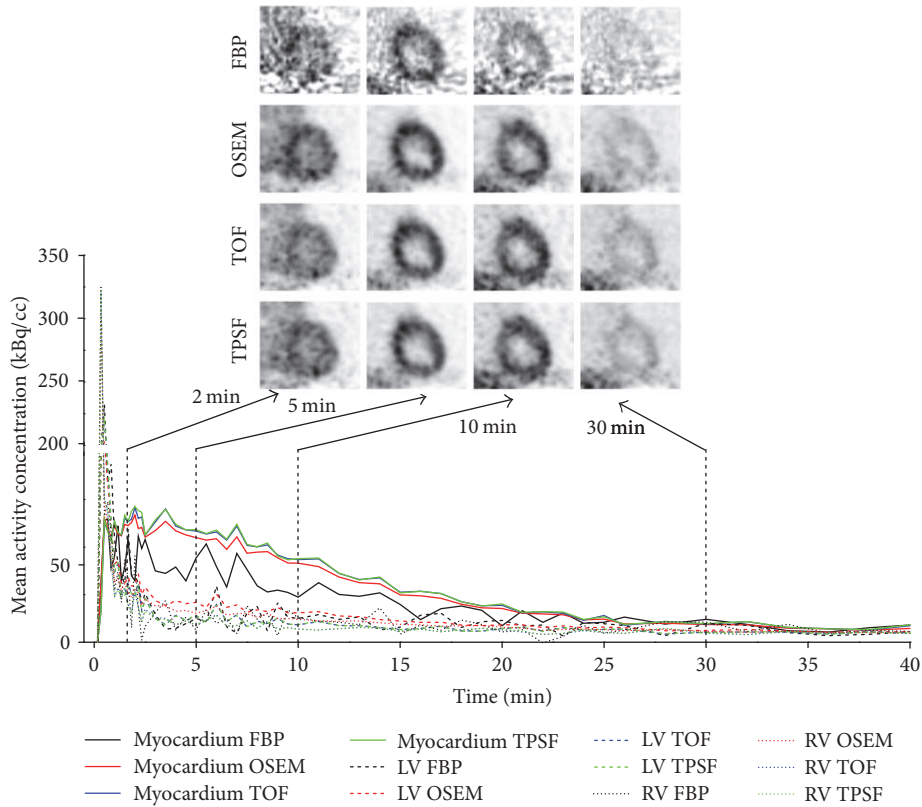 FBP
OSEM
TOF
TPSF
350
300
250
200
50
0
Mean activity concentration (kBq/cc)
2 min
5 min
10 min
30 min
0 5 10 15 20 25 30 35 40
Time (min)
Myocardium FBP
Myocardium OSEM
Myocardium TOF
Myocardium TPSF
LV FBP
LV OSEM
LV TOF
LV TPSF
RV FBP
RV OSEM
RV TOF
RV TPSF